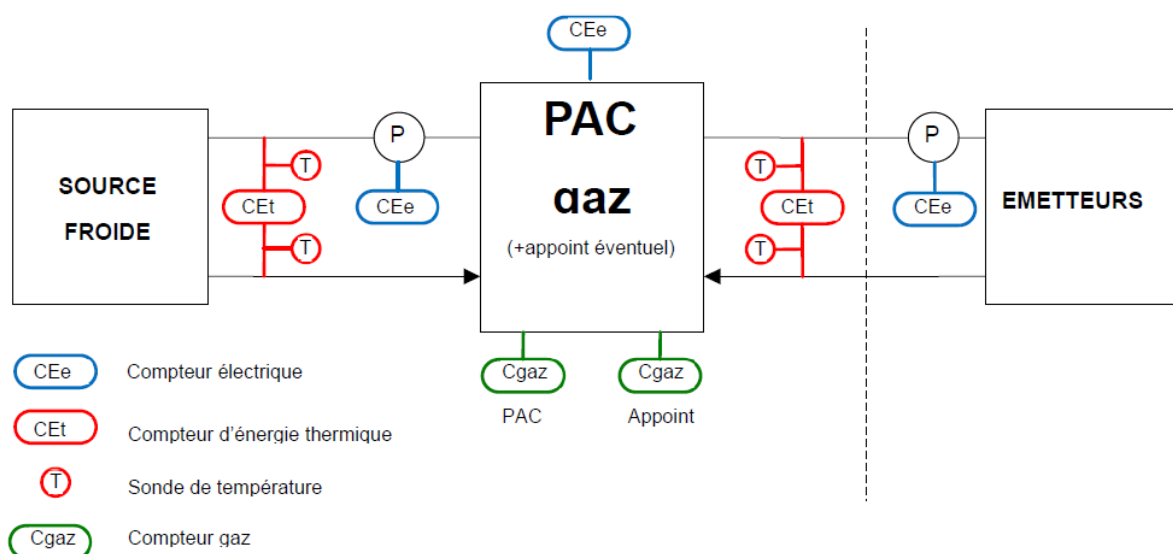 CEe
PAC
gaz
(+appoint éventuel)
SOURCE
FROIDE
T
CEt
T
P
CEe
T
CEt
T
P
CEe
EMETTEURS
Cgaz
PAC
Cgaz
Appoint
CEe Compteur électrique
CEt Compteur d'énergie thermique
T Sonde de température
Cgaz Compteur gaz